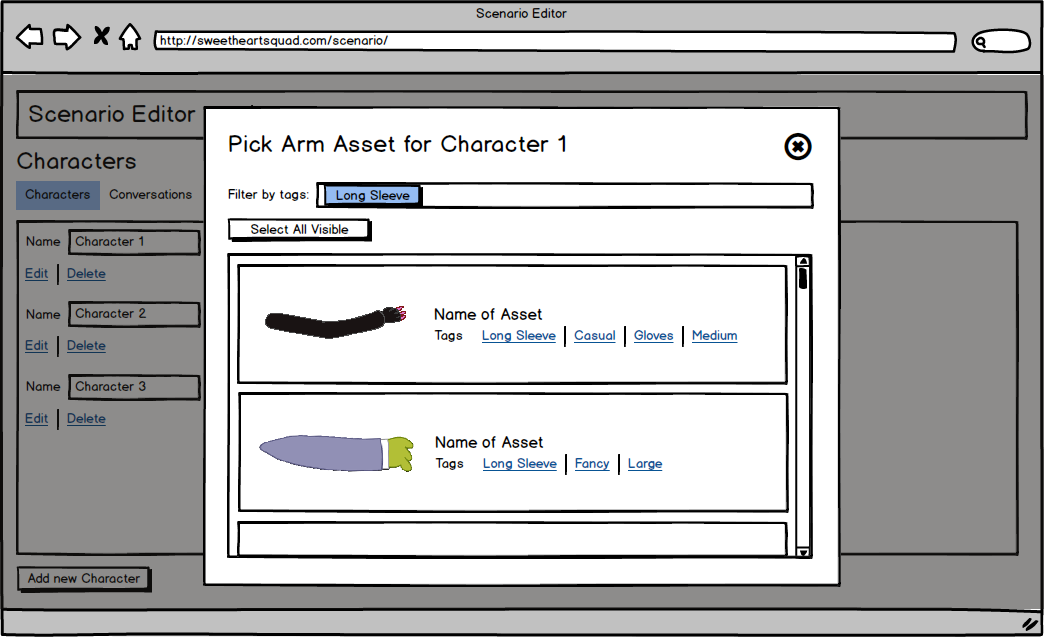 Scenario Editor
http://sweetheartsquad.com/scenario/
Scenario Editor
Characters
Characters Conversations
Name Character 1
Edit Delete
Name Character 2
Edit Delete
Name Character 3
Edit Delete
Add new Character
Pick Arm Asset for Character 1
Filter by tags: Long Sleeve
Select All Visible
Name of Asset
Tags Long Sleeve Casual Gloves Medium
Name of Asset
Tags Long Sleeve Fancy Large